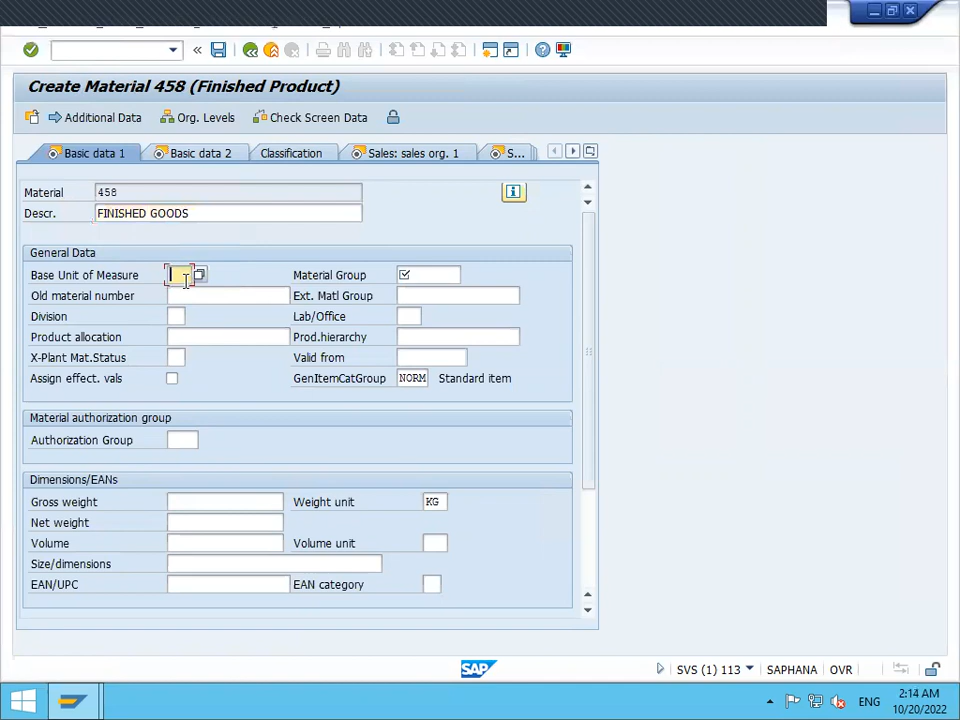 Create Material 458 (Finished Product)
Additional Data Org. Levels Check Screen Data
Basic data 1 Basic data 2 Classification Sales: sales org. 1 S...
Material 458
Descr. FINISHED GOODS
General Data
Base Unit of Measure Material Group
Old material number Ext. Matl Group
Division Lab/Office
Product allocation Prod.hierarchy
X-Plant Mat.Status Valid from
Assign effect. vals GenItemCatGroup NORM Standard item
Material authorization group
Authorization Group
Dimensions/EANs
Gross weight Weight unit KG
Net weight
Volume Volume unit
Size/dimensions
EAN/UPC EAN category
SAP SVS (1) 113 SAPHANA OVR
ENG 2:14 AM
10/20/2022